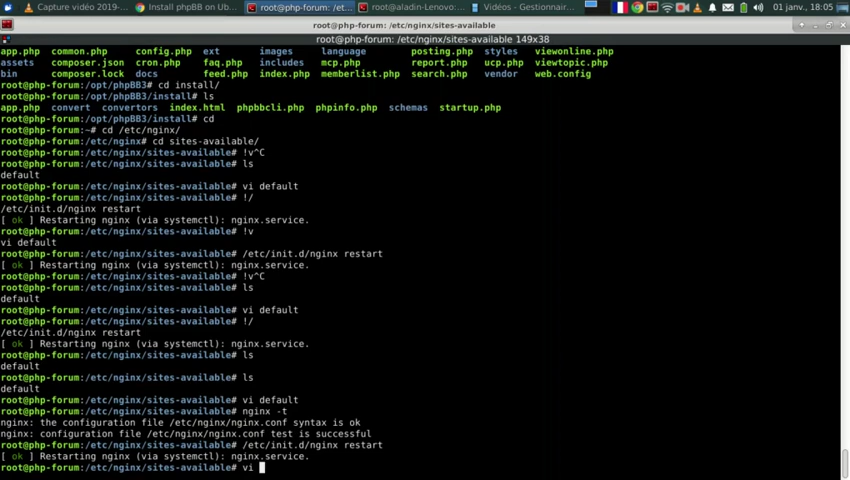 Capture vidéo 2019-... Install phpBB on Ub... root@php-forum: /et... root@aladin-Lenovo:... Vidéos - Gestionnair... 01 janv., 18:05
root@php-forum: /etc/nginx/sites-available
root@php-forum: /etc/nginx/sites-available 149x38
app.php common.php config.php ext images language posting.php styles viewonline.php
assets composer.json cron.php faq.php includes mcp.php report.php ucp.php viewtopic.php
bin composer.lock docs feed.php index.php memberlist.php search.php vendor web.config
root@php-forum:/opt/phpBB3# cd install/
root@php-forum:/opt/phpBB3/install# ls
app.php convert convertors index.html phpbbcli.php phpinfo.php schemas startup.php
root@php-forum:/opt/phpBB3/install# cd
root@php-forum:~# cd /etc/nginx/
root@php-forum:/etc/nginx# cd sites-available/
root@php-forum:/etc/nginx/sites-available# !v^C
root@php-forum:/etc/nginx/sites-available# ls
default
root@php-forum:/etc/nginx/sites-available# vi default
root@php-forum:/etc/nginx/sites-available# !/
/etc/init.d/nginx restart
[ ok ] Restarting nginx (via systemctl): nginx.service.
root@php-forum:/etc/nginx/sites-available# !v
vi default
root@php-forum:/etc/nginx/sites-available# /etc/init.d/nginx restart
[ ok ] Restarting nginx (via systemctl): nginx.service.
root@php-forum:/etc/nginx/sites-available# !v^C
root@php-forum:/etc/nginx/sites-available# ls
default
root@php-forum:/etc/nginx/sites-available# vi default
root@php-forum:/etc/nginx/sites-available# !/
/etc/init.d/nginx restart
[ ok ] Restarting nginx (via systemctl): nginx.service.
root@php-forum:/etc/nginx/sites-available# ls
default
root@php-forum:/etc/nginx/sites-available# ls
default
root@php-forum:/etc/nginx/sites-available# vi default
root@php-forum:/etc/nginx/sites-available# nginx -t
nginx: the configuration file /etc/nginx/nginx.conf syntax is ok
nginx: configuration file /etc/nginx/nginx.conf test is successful
root@php-forum:/etc/nginx/sites-available# /etc/init.d/nginx restart
[ ok ] Restarting nginx (via systemctl): nginx.service.
root@php-forum:/etc/nginx/sites-available# vi